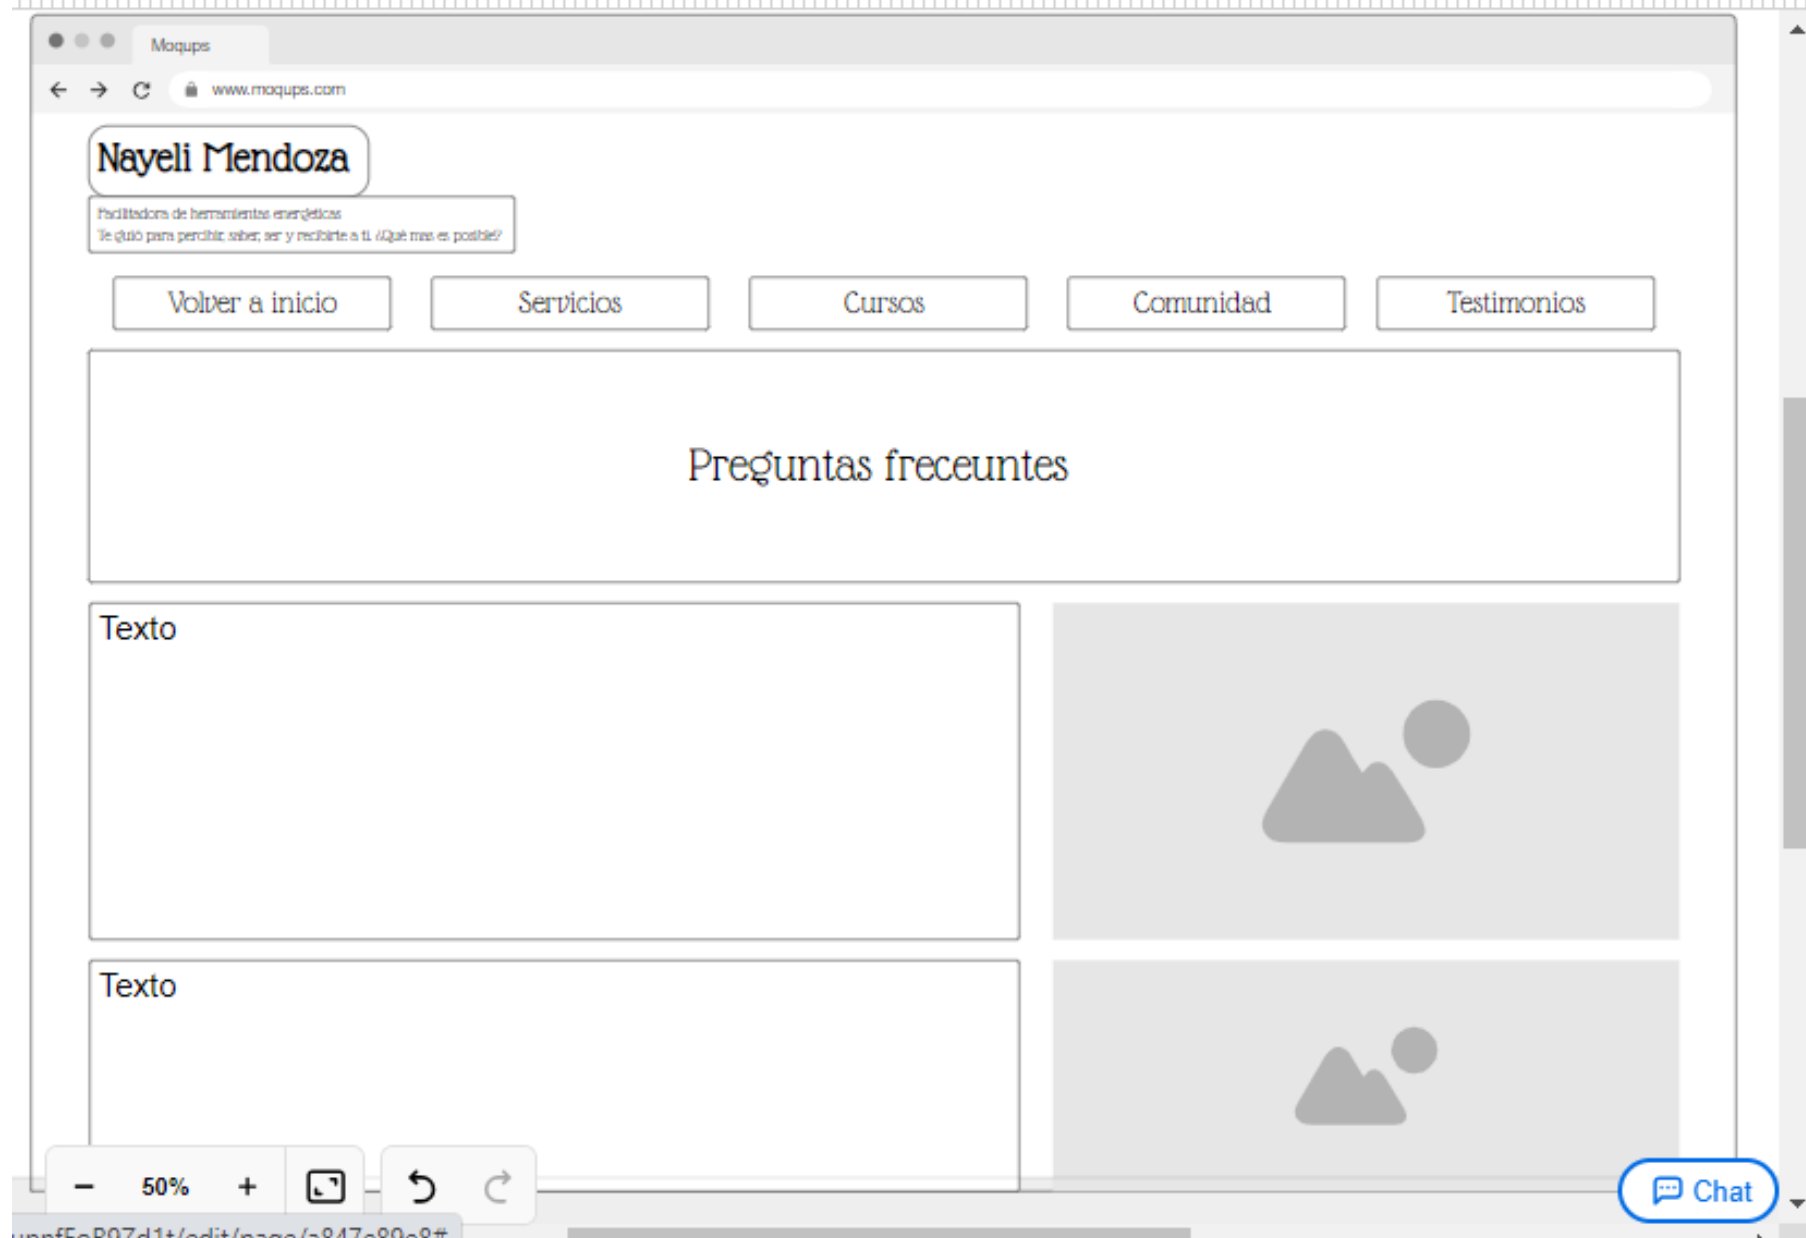 Moqups
www.moqups.com
Nayeli Mendoza
Facilitadora de herramientas energéticas
Te guió para percibir, saber, ser y recibirte a ti. ¿Qué mas es posible?
Volver a inicio
Servicios
Cursos
Comunidad
Testimonios
Preguntas freceuntes
Texto
Texto
50%
Chat